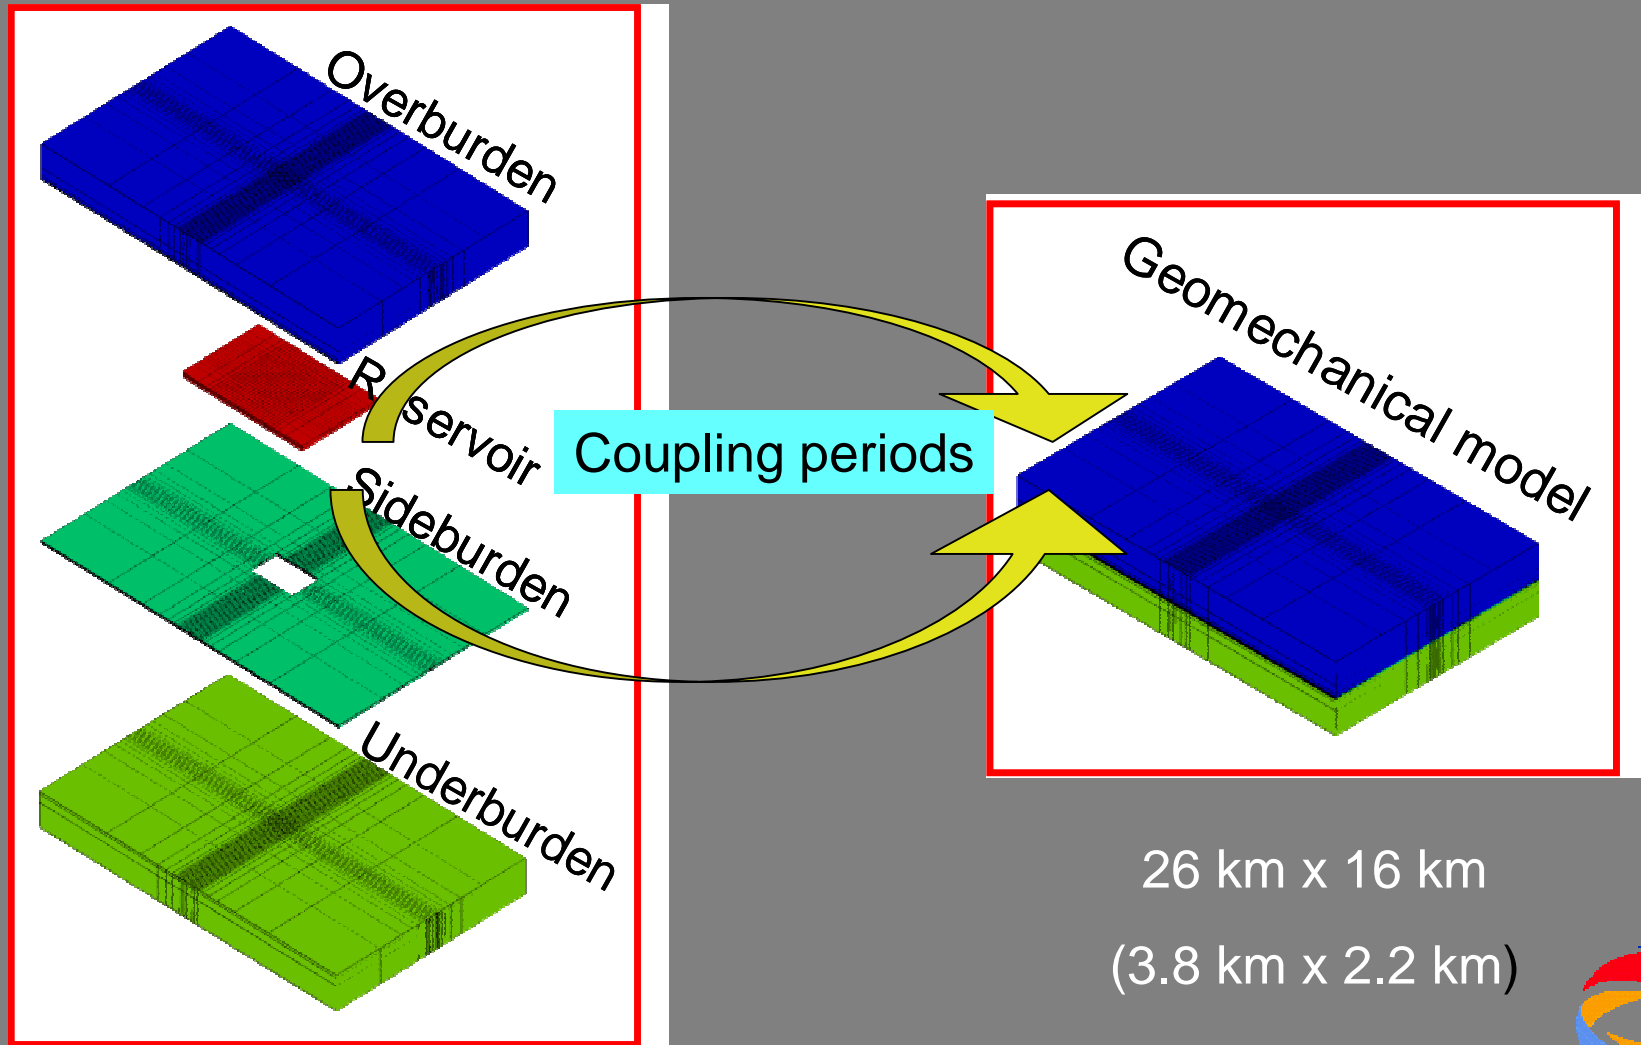 Overburden
Reservoir
Sideburden
Underburden
Coupling periods
Geomechanical model
26 km x 16 km
(3.8 km x 2.2 km)